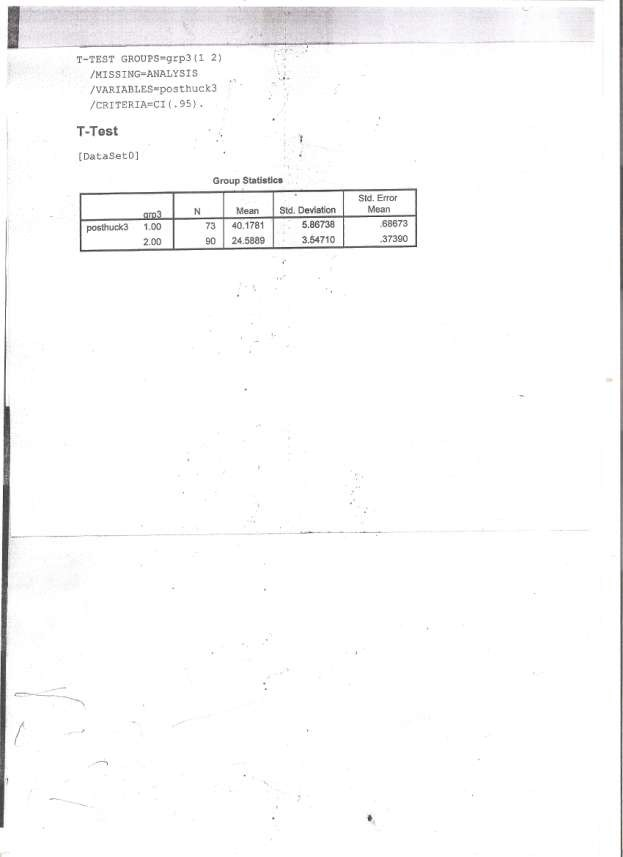 T-TEST GROUPS=grp3(1 2)
/MISSING=ANALYSIS
/VARIABLES=posthuck3
/CRITERIA=CI(.95).
T-Test
[DataSet0]
Group Statistics
grp3 N Mean Std. Deviation Std. Error Mean
posthuck3 1.00 73 40.1781 5.86738 .68673
2.00 90 24.5889 3.54710 .37390